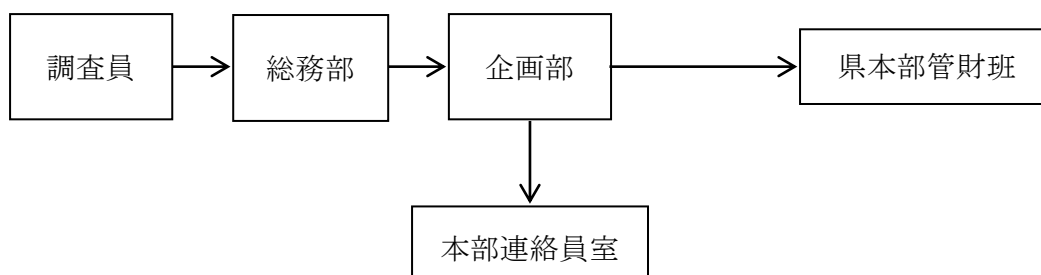 調査員
総務部
企画部
県本部管財班
本部連絡員室